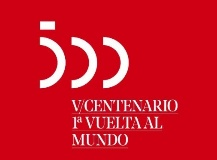 500
V/CENTENARIO
1ª VUELTA AL
MUNDO